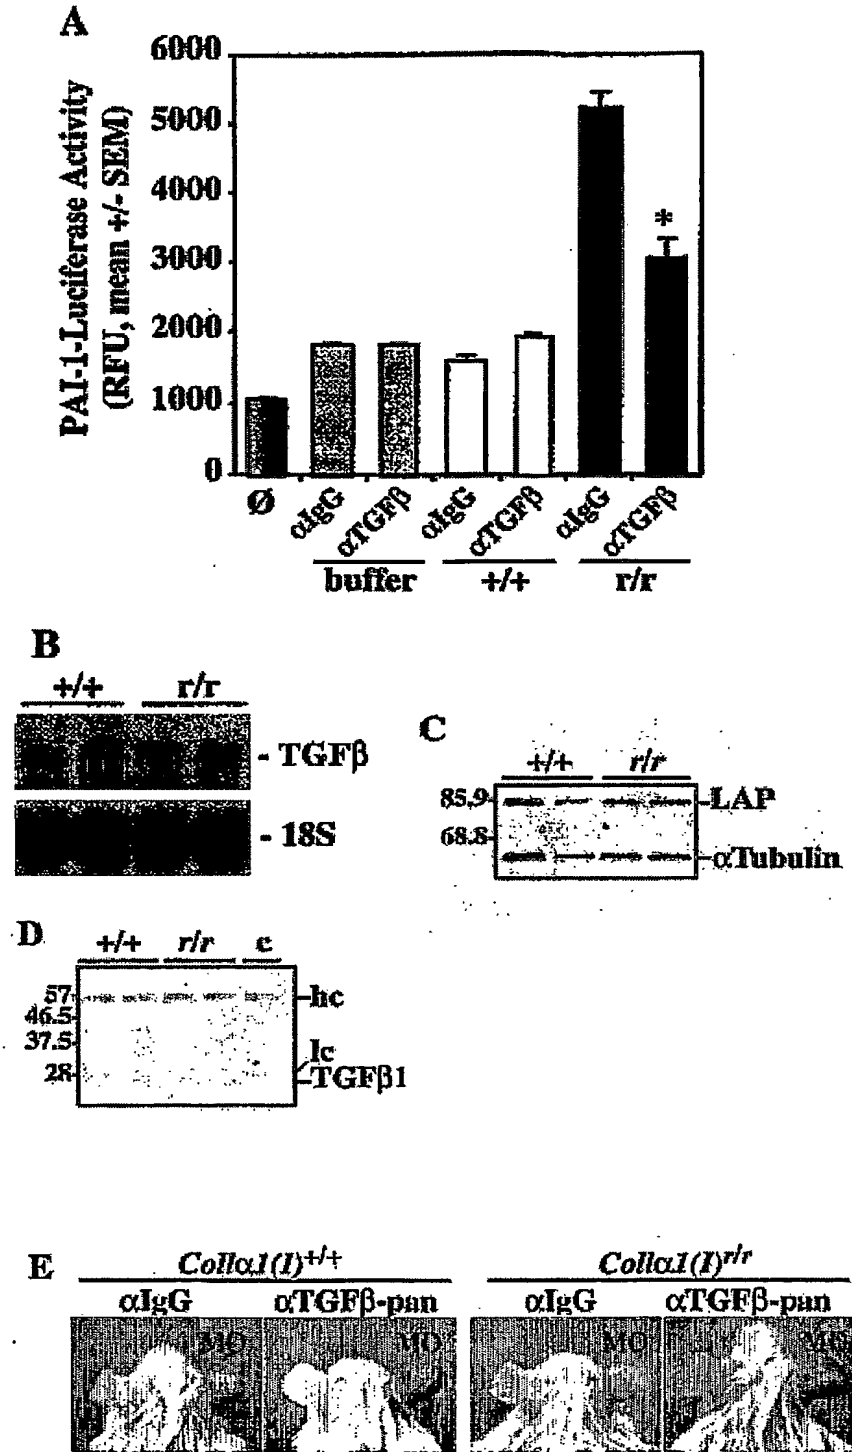 A
PAI-1-Luciferase Activity
(RFU, mean +/- SEM)
6000
5000
4000
3000
2000
1000
0
*
Ø αIgG αTGFβ αIgG αTGFβ αIgG αTGFβ
buffer +/+ r/r
B
+/+ r/r
- TGFβ
- 18S
C
+/+ r/r
85.9 LAP
68.8
αTubulin
D
+/+ r/r c
57 hc
46.5
37.5
lc
28 TGFβ1
E
Collα1(I)+/+ Collα1(I)r/r
αIgG αTGFβ-pan αIgG αTGFβ-pan
MO MO MO MO